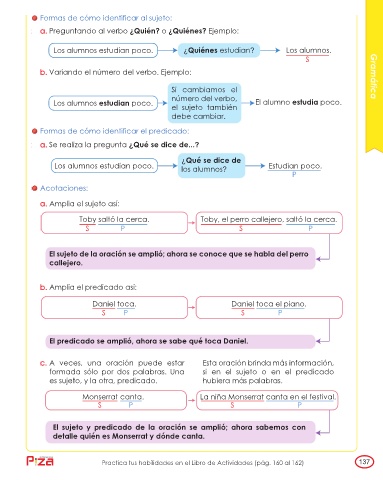 Formas de cómo identificar al sujeto:
a. Preguntando al verbo ¿Quién? o ¿Quiénes? Ejemplo:
Los alumnos estudian poco. ¿Quiénes estudian? Los alumnos.
S
Gramática
b. Variando el número del verbo. Ejemplo:
Los alumnos estudian poco. Si cambiamos el número del verbo, el sujeto también debe cambiar. El alumno estudia poco.
Formas de cómo identificar el predicado:
a. Se realiza la pregunta ¿Qué se dice de...?
Los alumnos estudian poco. ¿Qué se dice de los alumnos? Estudian poco.
P
Acotaciones:
a. Amplía el sujeto así:
Toby saltó la cerca. Toby, el perro callejero, saltó la cerca.
S P S P
El sujeto de la oración se amplió; ahora se conoce que se habla del perro
callejero.
b. Amplía el predicado así:
Daniel toca. Daniel toca el piano.
S P S P
El predicado se amplió, ahora se sabe qué toca Daniel.
c. A veces, una oración puede estar
formada sólo por dos palabras. Una
es sujeto, y la otra, predicado.
Esta oración brinda más información,
si en el sujeto o en el predicado
hubiera más palabras.
Monserrat canta. La niña Monserrat canta en el festival.
S P S P
El sujeto y predicado de la oración se amplió; ahora sabemos con
detalle quién es Monserrat y dónde canta.
Practica tus habilidades en el Libro de Actividades (pág. 160 al 162)
137